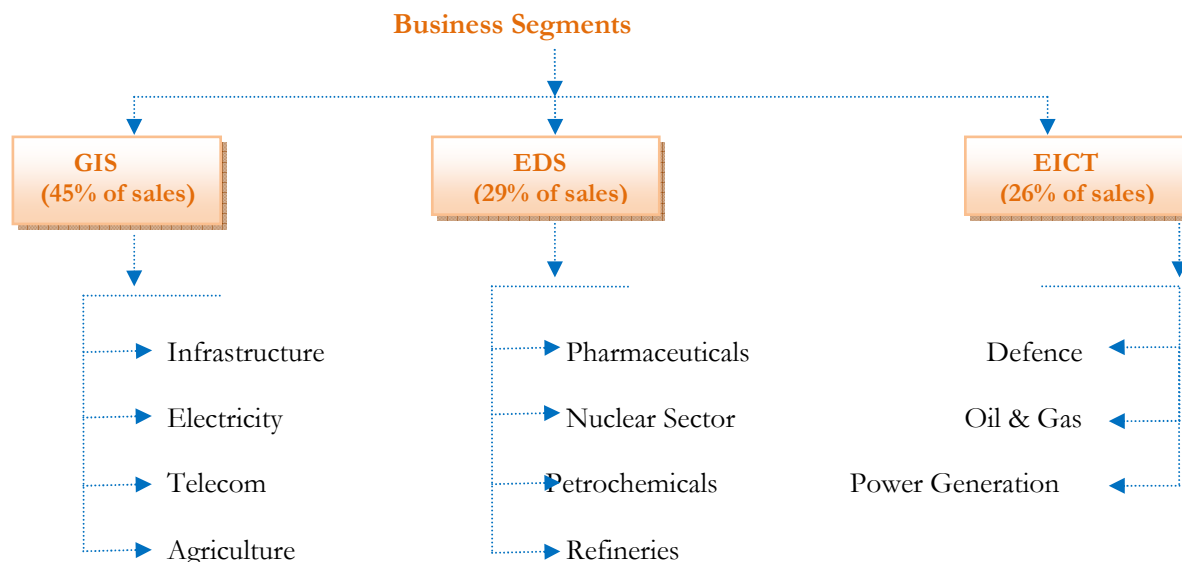 Business Segments
GIS
(45% of sales)
EDS
(29% of sales)
EICT
(26% of sales)
Infrastructure
Electricity
Telecom
Agriculture
Pharmaceuticals
Nuclear Sector
Petrochemicals
Refineries
Defence
Oil & Gas
Power Generation